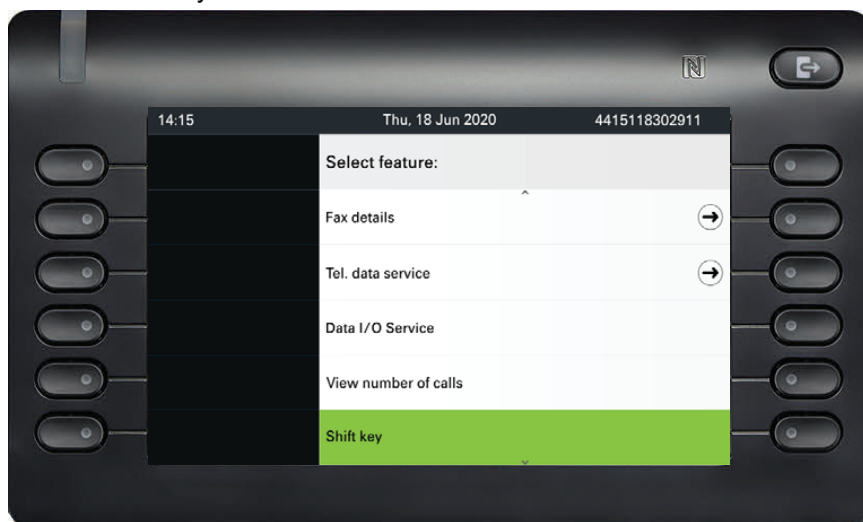 14:15 Thu, 18 Jun 2020 4415118302911
Select feature:
Fax details
Tel. data service
Data I/O Service
View number of calls
Shift key